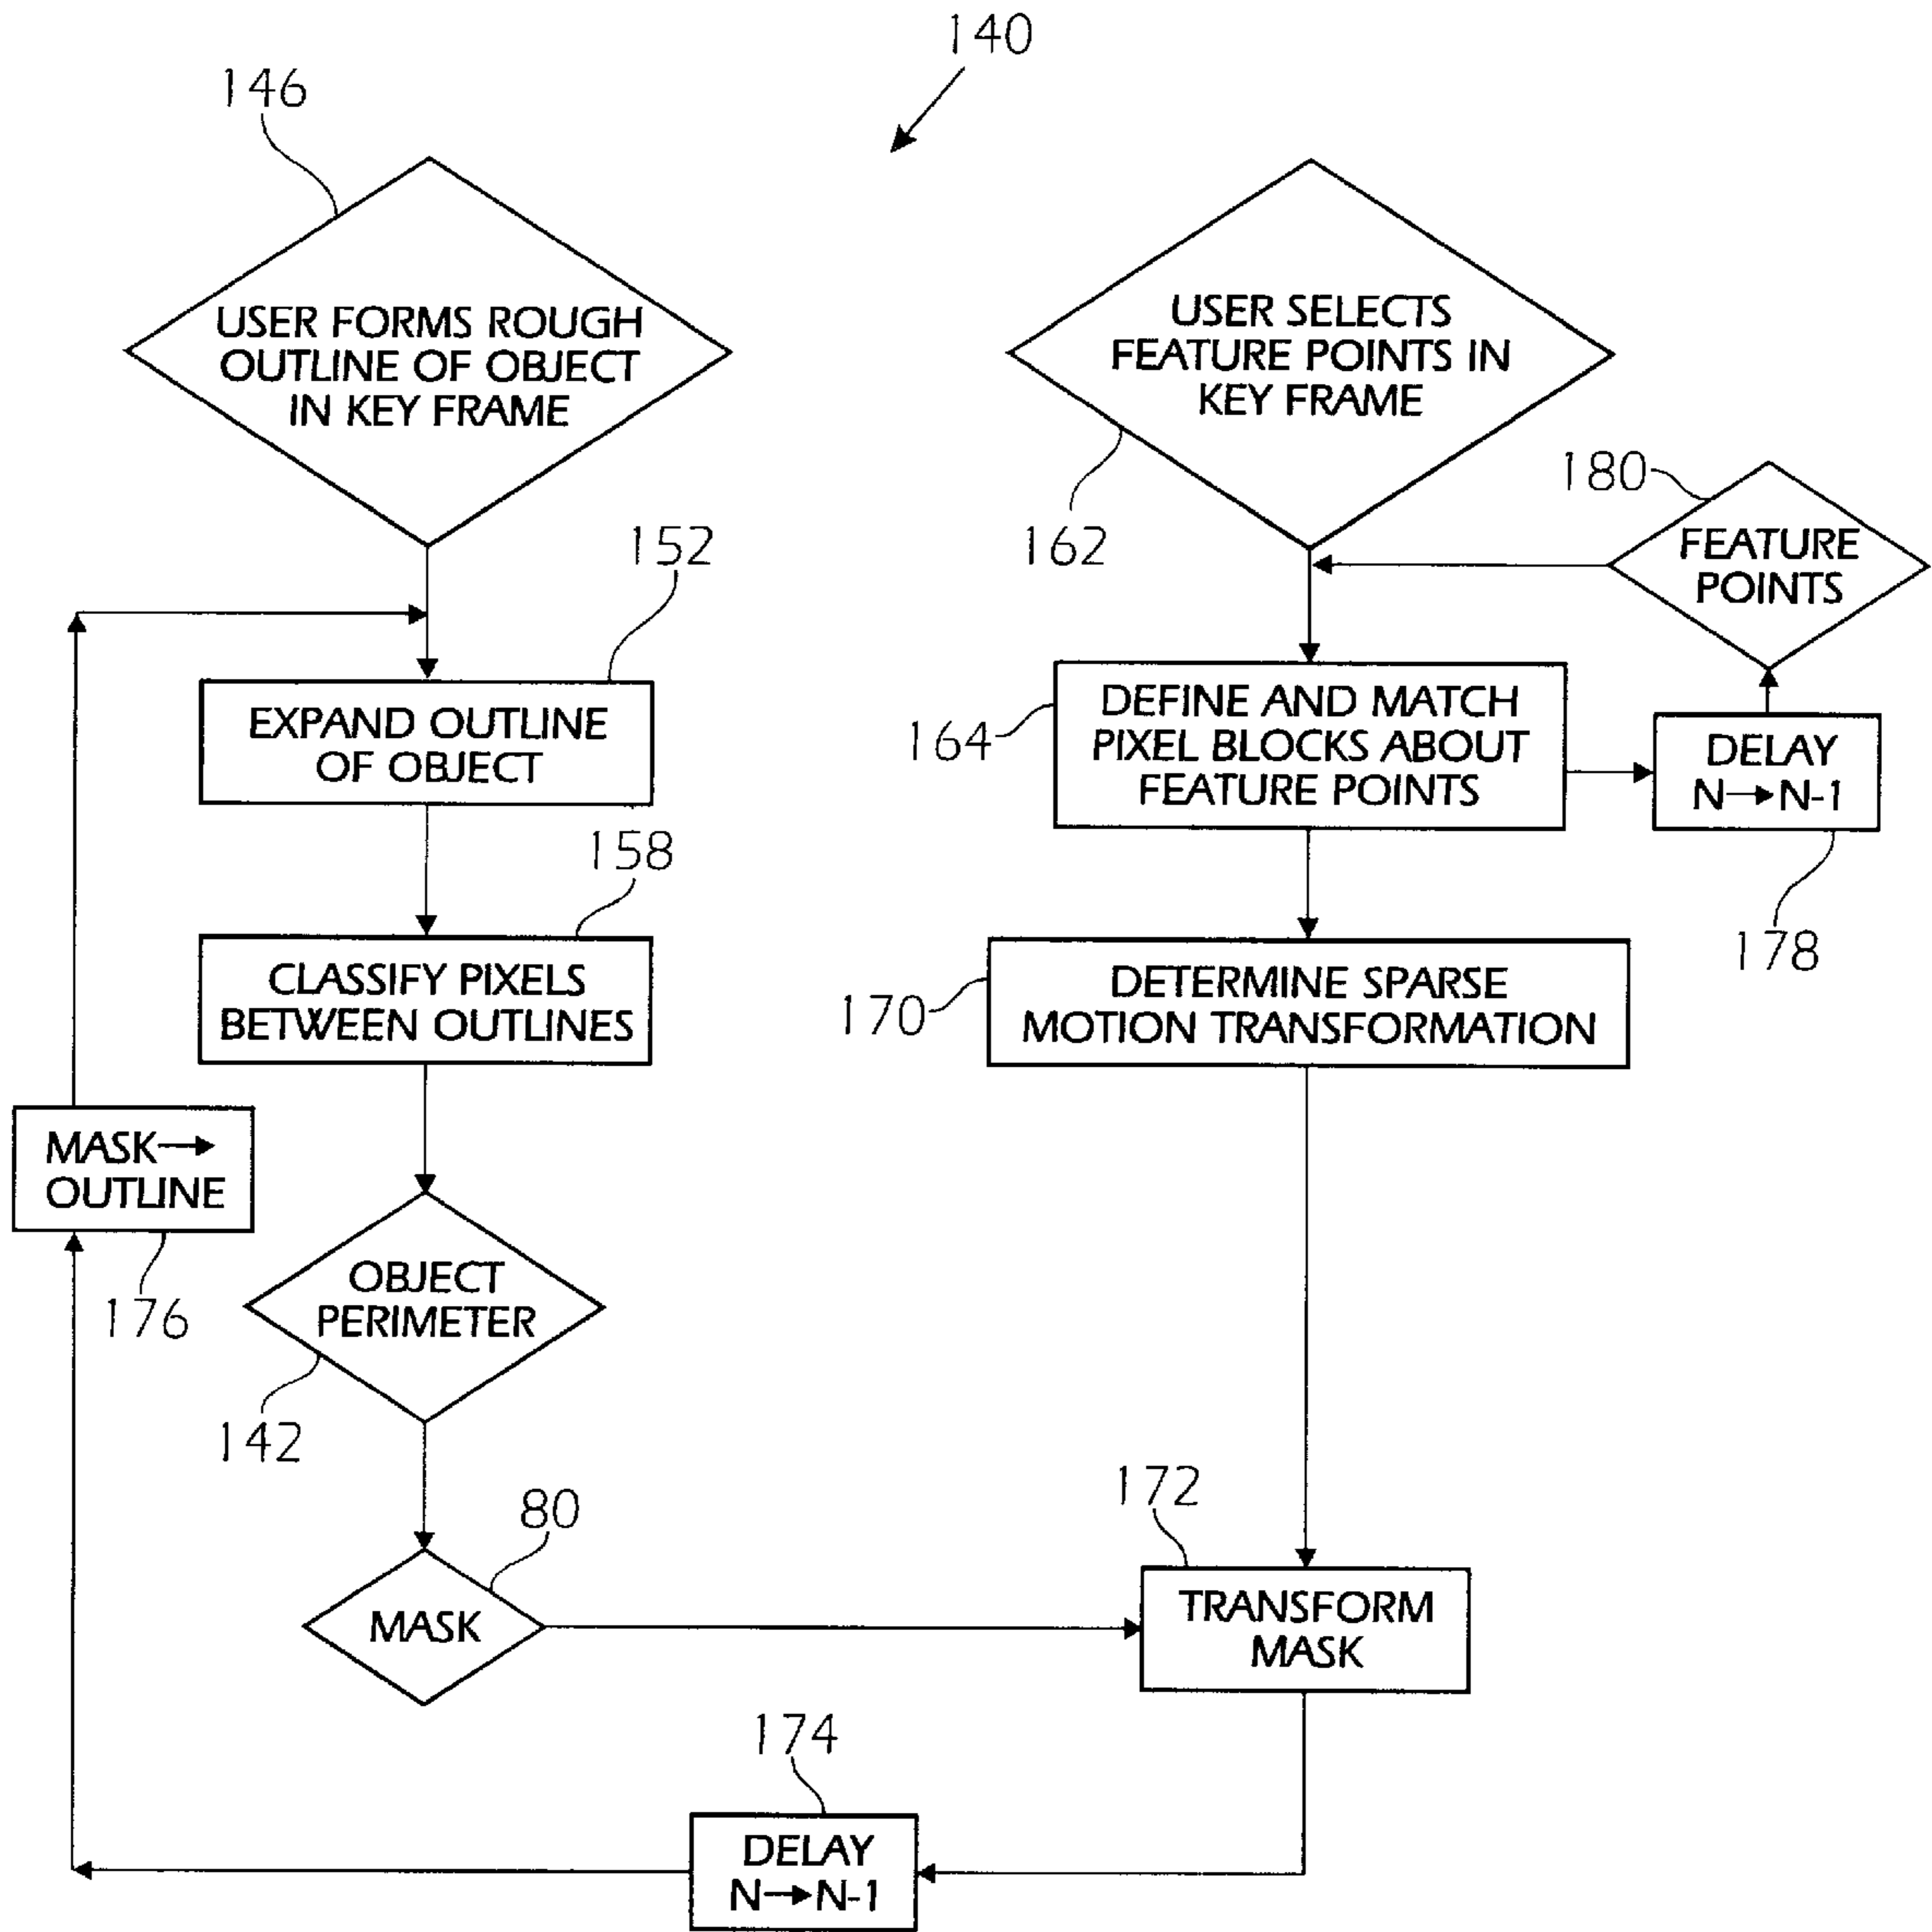 140
146
USER FORMS ROUGH
OUTLINE OF OBJECT
IN KEY FRAME
USER SELECTS
FEATURE POINTS IN
KEY FRAME
162
180
FEATURE
POINTS
152
EXPAND OUTLINE
OF OBJECT
164
DEFINE AND MATCH
PIXEL BLOCKS ABOUT
FEATURE POINTS
DELAY
N→N-1
178
158
CLASSIFY PIXELS
BETWEEN OUTLINES
170
DETERMINE SPARSE
MOTION TRANSFORMATION
MASK→
OUTLINE
176
OBJECT
PERIMETER
142
80
MASK
172
TRANSFORM
MASK
174
DELAY
N→N-1